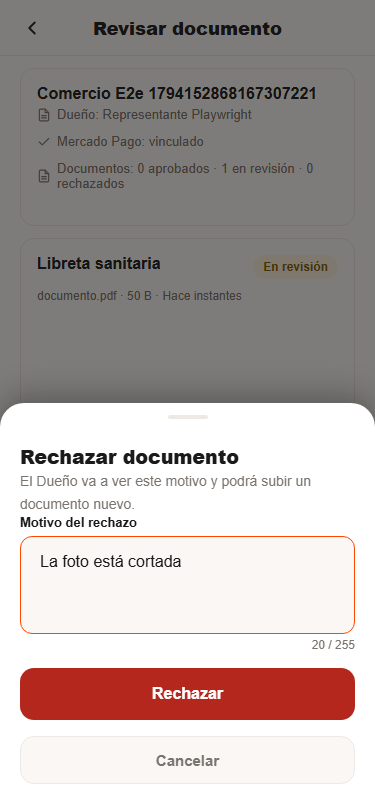 Revisar documento
Comercio E2e 1794152868167307221
Dueño: Representante Playwright
Mercado Pago: vinculado
Documentos: 0 aprobados · 1 en revisión · 0
rechazados
Libreta sanitaria
En revisión
documento.pdf · 50 B · Hace instantes
Rechazar documento
El Dueño va a ver este motivo y podrá subir un
documento nuevo.
Motivo del rechazo
La foto está cortada
20 / 255
Rechazar
Cancelar